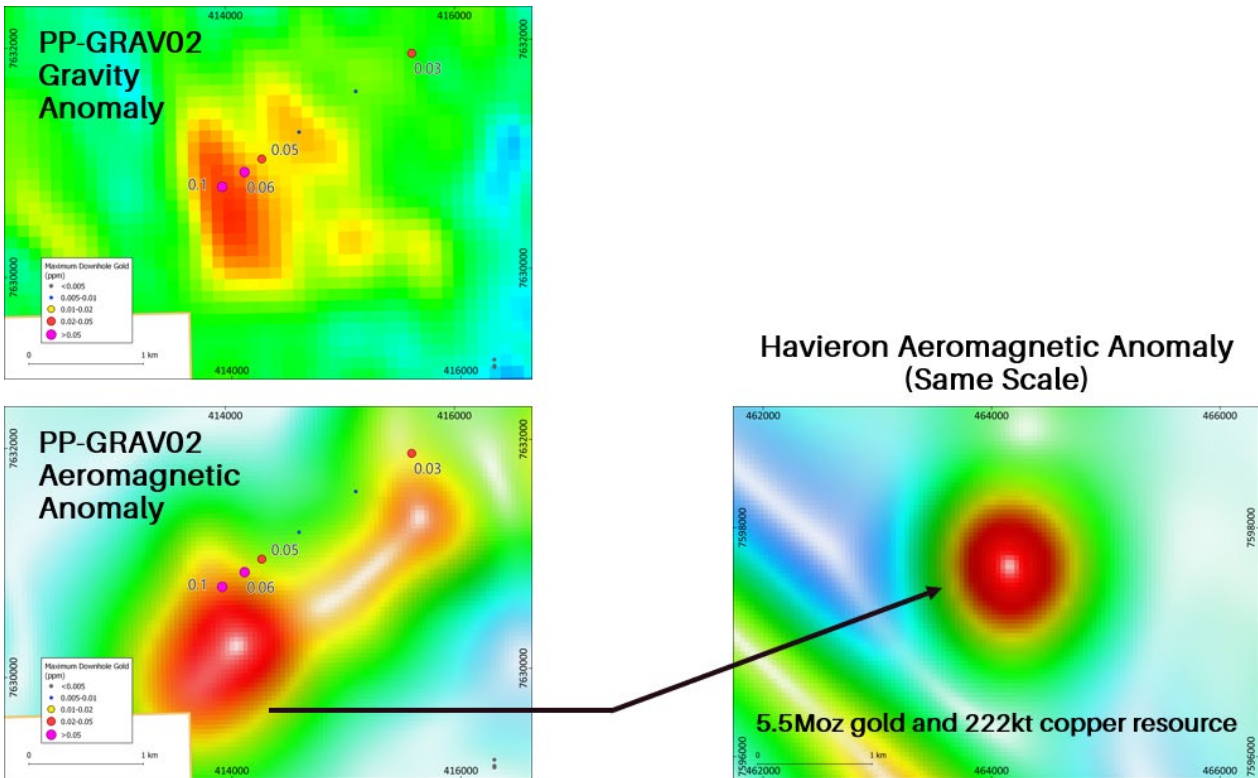 PP-GRAV02
Gravity
Anomaly
414000
416000
7632000
7632000
0.03
0.05
0.1
0.06
7630000
7630000
Maximum Downhole Gold
(ppm)
<0.005
0.005-0.01
0.01-0.02
0.02-0.05
>0.05
0
1 km
414000
416000
PP-GRAV02
Aeromagnetic
Anomaly
414000
416000
7632000
7632000
0.03
0.05
0.1
0.06
7630000
7630000
Maximum Downhole Gold
(ppm)
<0.005
0.005-0.01
0.01-0.02
0.02-0.05
>0.05
0
1 km
414000
416000
Havieron Aeromagnetic Anomaly
(Same Scale)
462000
464000
466000
7598000
7598000
5.5Moz gold and 222kt copper resource
7596000
7596000
0
1 km
462000
464000
466000